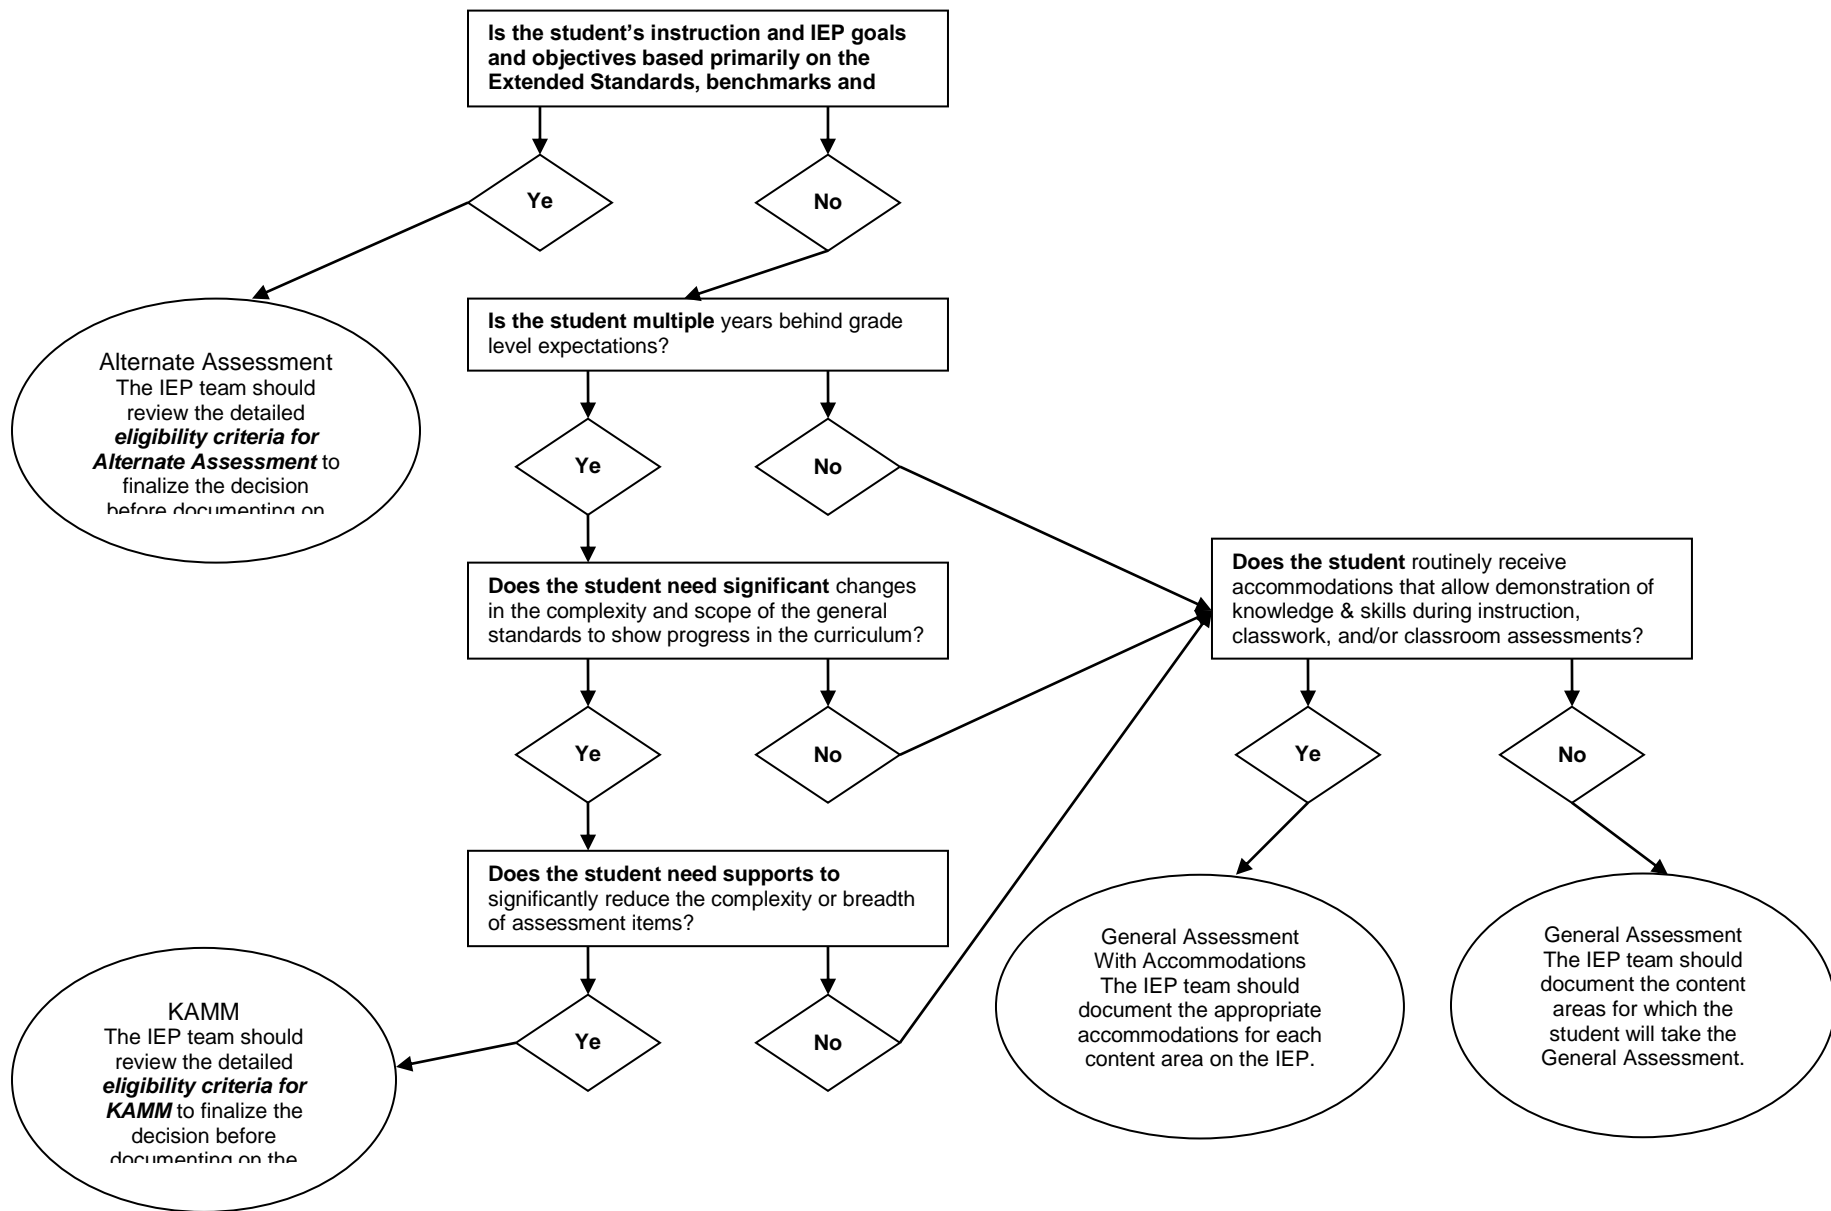 Is the student’s instruction and IEP goals
and objectives based primarily on the
Extended Standards, benchmarks and
Ye
No
Alternate Assessment
The IEP team should
review the detailed
eligibility criteria for
Alternate Assessment to
finalize the decision
before documenting on
Is the student multiple years behind grade
level expectations?
Ye
No
Does the student need significant changes
in the complexity and scope of the general
standards to show progress in the curriculum?
Ye
No
Does the student need supports to
significantly reduce the complexity or breadth
of assessment items?
Ye
No
KAMM
The IEP team should
review the detailed
eligibility criteria for
KAMM to finalize the
decision before
documenting on the
Does the student routinely receive
accommodations that allow demonstration of
knowledge & skills during instruction,
classwork, and/or classroom assessments?
Ye
No
General Assessment
With Accommodations
The IEP team should
document the appropriate
accommodations for each
content area on the IEP.
General Assessment
The IEP team should
document the content
areas for which the
student will take the
General Assessment.